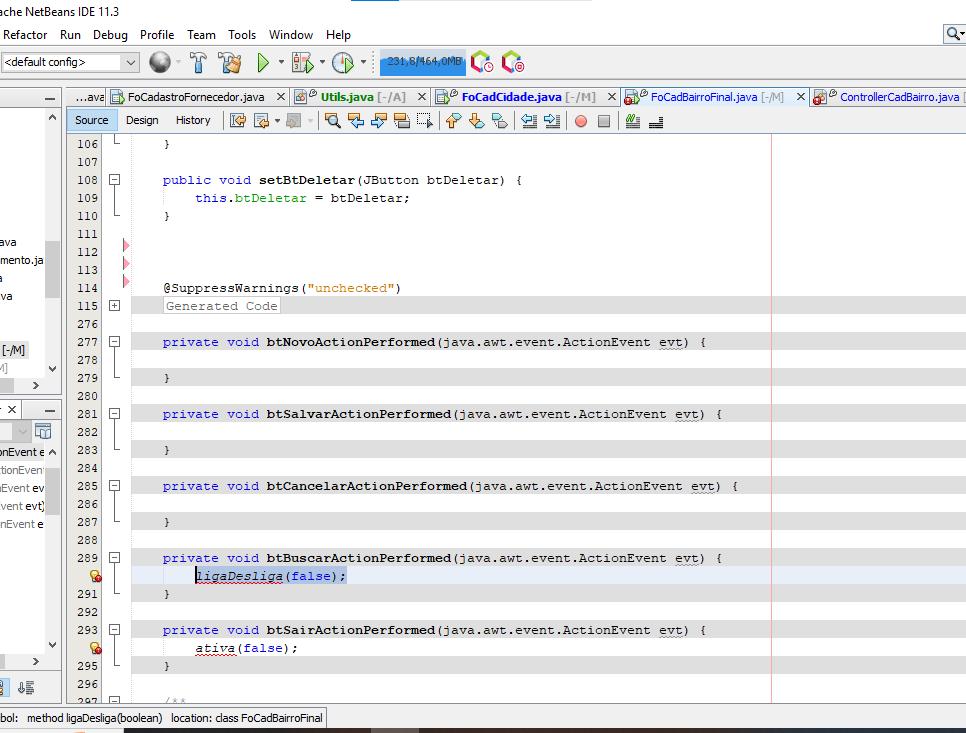 ache NetBeans IDE 11.3
Refactor Run Debug Profile Team Tools Window Help
<default config> 231,8/464,0MB
...ava FoCadastroFornecedor.java Utils.java [-/A] FoCadCidade.java [-/M] FoCadBairroFinal.java [-/M] ControllerCadBairro.java [
Source Design History
106 }
107
108 public void setBtDeletar(JButton btDeletar) {
109 this.btDeletar = btDeletar;
110 }
111
112
113
114 @SuppressWarnings("unchecked")
115 Generated Code
276
277 private void btNovoActionPerformed(java.awt.event.ActionEvent evt) {
278
279 }
280
281 private void btSalvarActionPerformed(java.awt.event.ActionEvent evt) {
282
283 }
284
285 private void btCancelarActionPerformed(java.awt.event.ActionEvent evt) {
286
287 }
288
289 private void btBuscarActionPerformed(java.awt.event.ActionEvent evt) {
ligaDesliga(false);
291 }
292
293 private void btSairActionPerformed(java.awt.event.ActionEvent evt) {
ativa(false);
295 }
296
297 /**
ava
mento.ja
a
va
[-/M]
M]
onEvent e
ctionEvent
nEvent ev
vent evt)
nEvent e
bol: method ligaDesliga(boolean) location: class FoCadBairroFinal